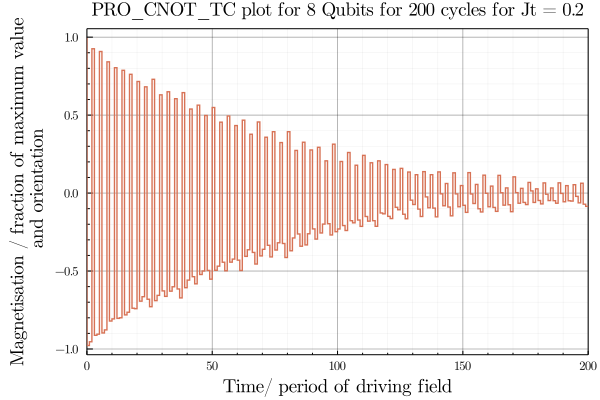 PRO_CNOT_TC plot for 8 Qubits for 200 cycles for Jt = 0.2
Magnetisation / fraction of maximum value
and orientation
1.0
0.5
0.0
−0.5
−1.0
0
50
100
150
200
Time/ period of driving field